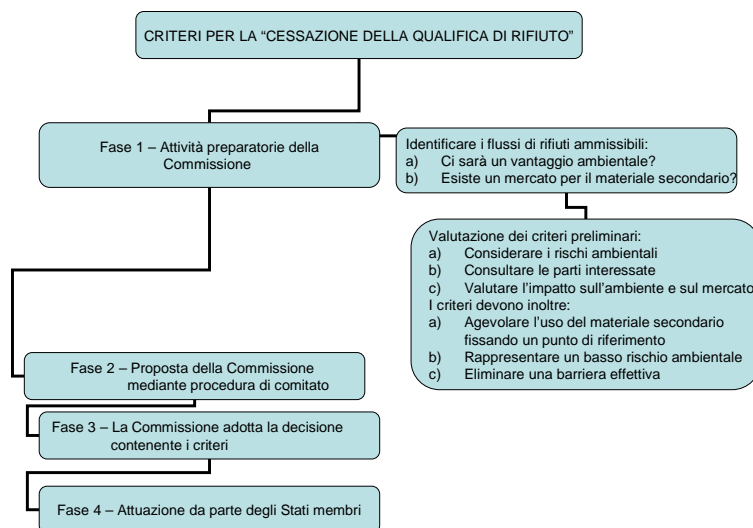 CRITERI PER LA “CESSAZIONE DELLA QUALIFICA DI RIFIUTO”
Fase 1 – Attività preparatorie della
Commissione
Identificare i flussi di rifiuti ammissibili:
a) Ci sarà un vantaggio ambientale?
b) Esiste un mercato per il materiale secondario?
Valutazione dei criteri preliminari:
a) Considerare i rischi ambientali
b) Consultare le parti interessate
c) Valutare l’impatto sull’ambiente e sul mercato
I criteri devono inoltre:
a) Agevolare l’uso del materiale secondario
fissando un punto di riferimento
b) Rappresentare un basso rischio ambientale
c) Eliminare una barriera effettiva
Fase 2 – Proposta della Commissione
mediante procedura di comitato
Fase 3 – La Commissione adotta la decisione
contenente i criteri
Fase 4 – Attuazione da parte degli Stati membri